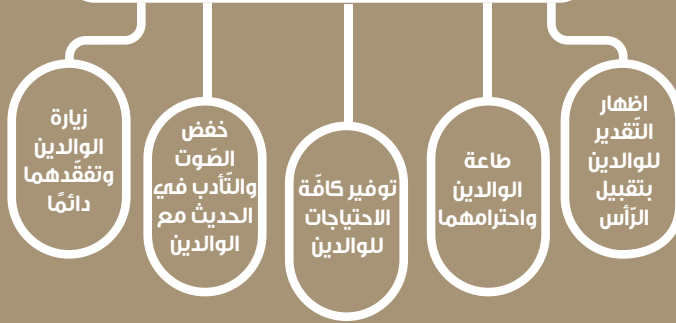 اظهار
التّقدير
للوالدين
بتقبيل
الرّأس
طاعة
الوالدين
واحترامهما
توفير كافّة
الاحتياجات
للوالدين
خفض
الصّوت
والتّأدب في
الحديث مع
الوالدين
زيارة
الوالدين
وتفقّدهما
دائمًا